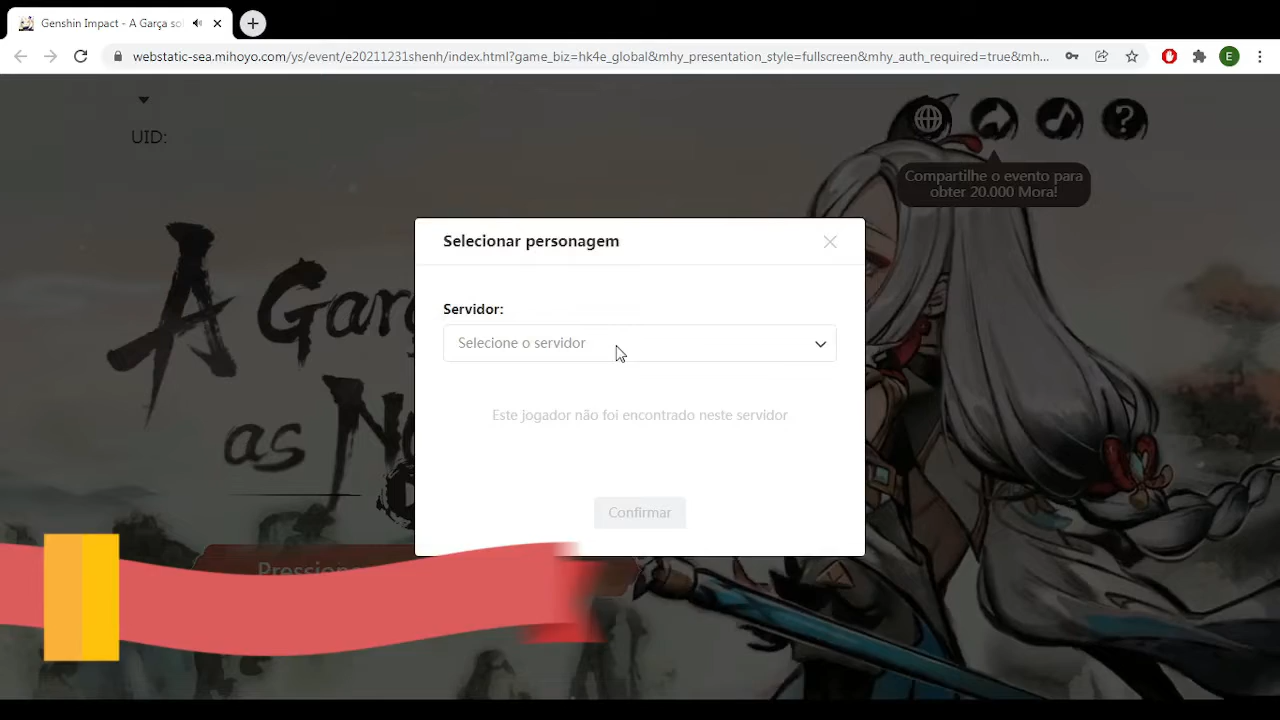 Genshin Impact - A Garça sol
webstatic-sea.mihoyo.com/ys/event/e20211231shenh/index.html?game_biz=hk4e_global&mhy_presentation_style=fullscreen&mhy_auth_required=true&mh...
E
UID:
?
Compartilhe o evento para
obter 20.000 Mora!
Selecionar personagem
A Garç
Servidor:
Selecione o servidor
Este jogador não foi encontrado neste servidor
as N
Confirmar